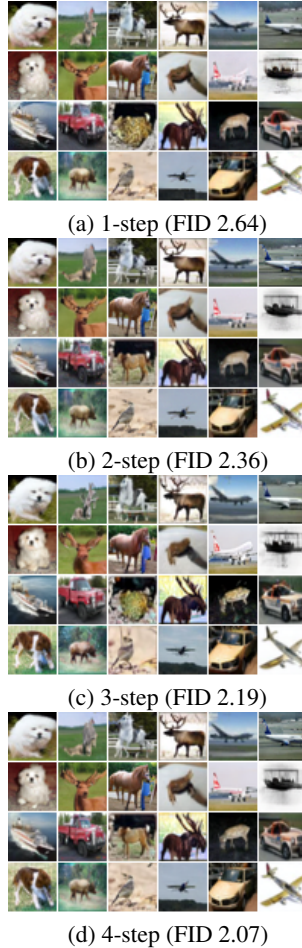 (a) 1-step (FID 2.64)
(b) 2-step (FID 2.36)
(c) 3-step (FID 2.19)
(d) 4-step (FID 2.07)